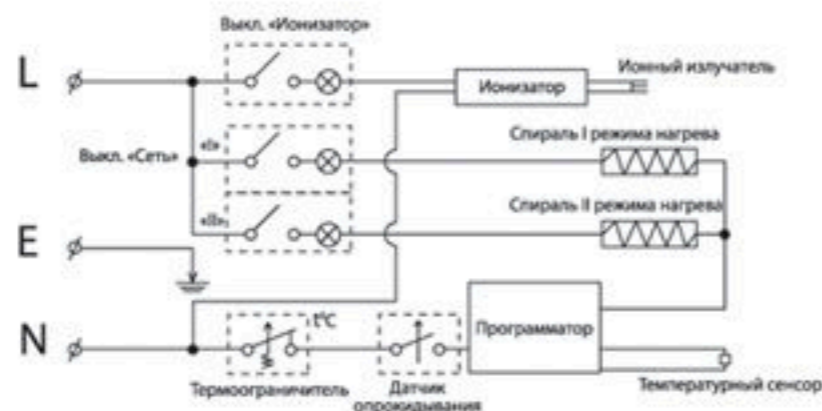 Выкл. «Ионизатор»
L
Ионизатор
Ионный излучатель
«I»
Спираль I режима нагрева
Выкл. «Сеть»
Спираль II режима нагрева
«II»
E
t°C
Программатор
N
Термоограничитель
Датчик
опрокидывания
Температурный сенсор